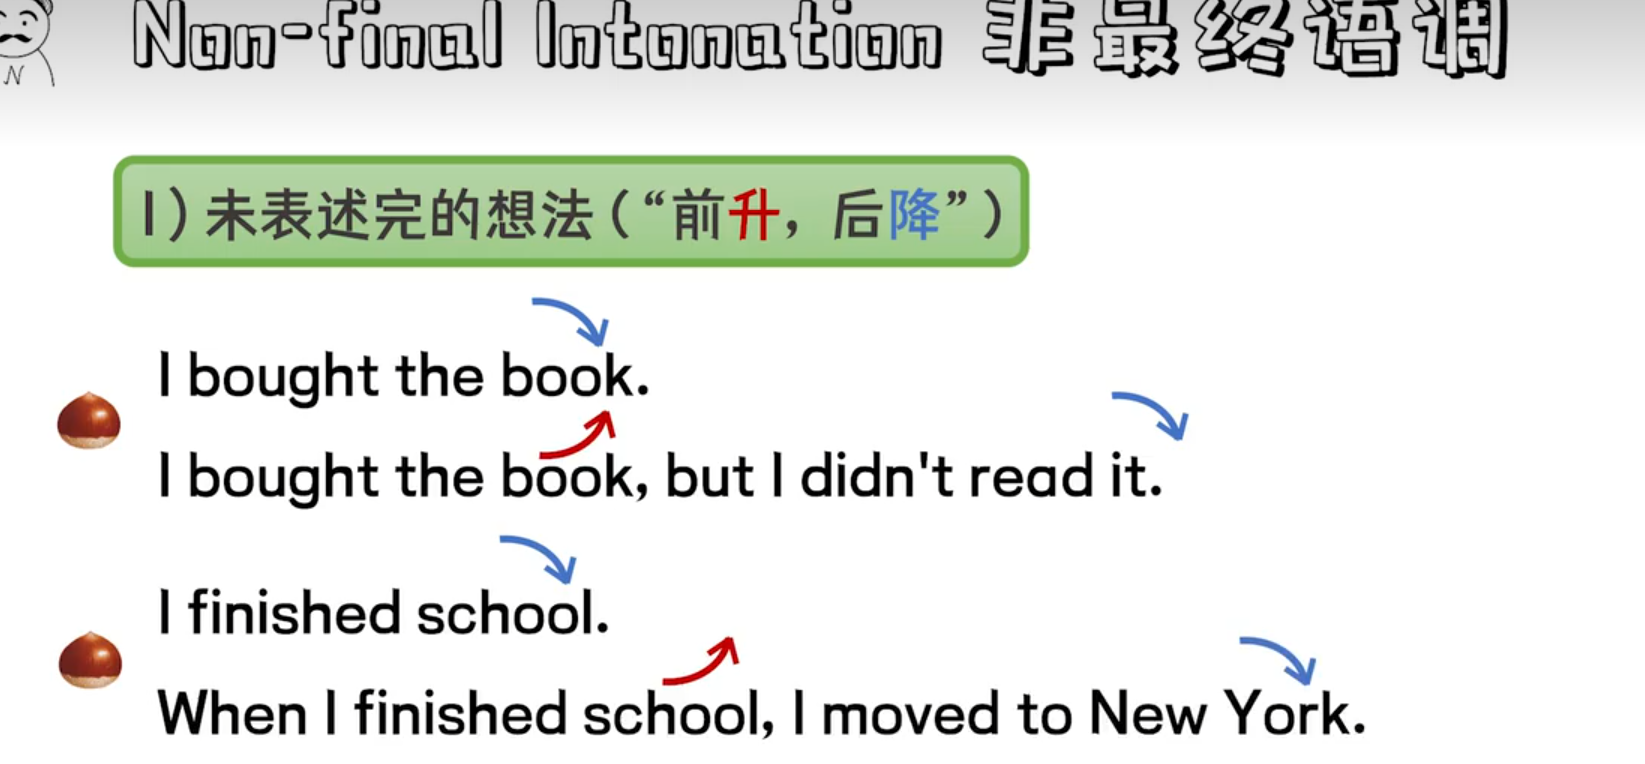 N
Non-final Intonation 非最终语调
1) 未表述完的想法(“前升，后降”)
I bought the book.
I bought the book, but I didn't read it.
I finished school.
When I finished school, I moved to New York.